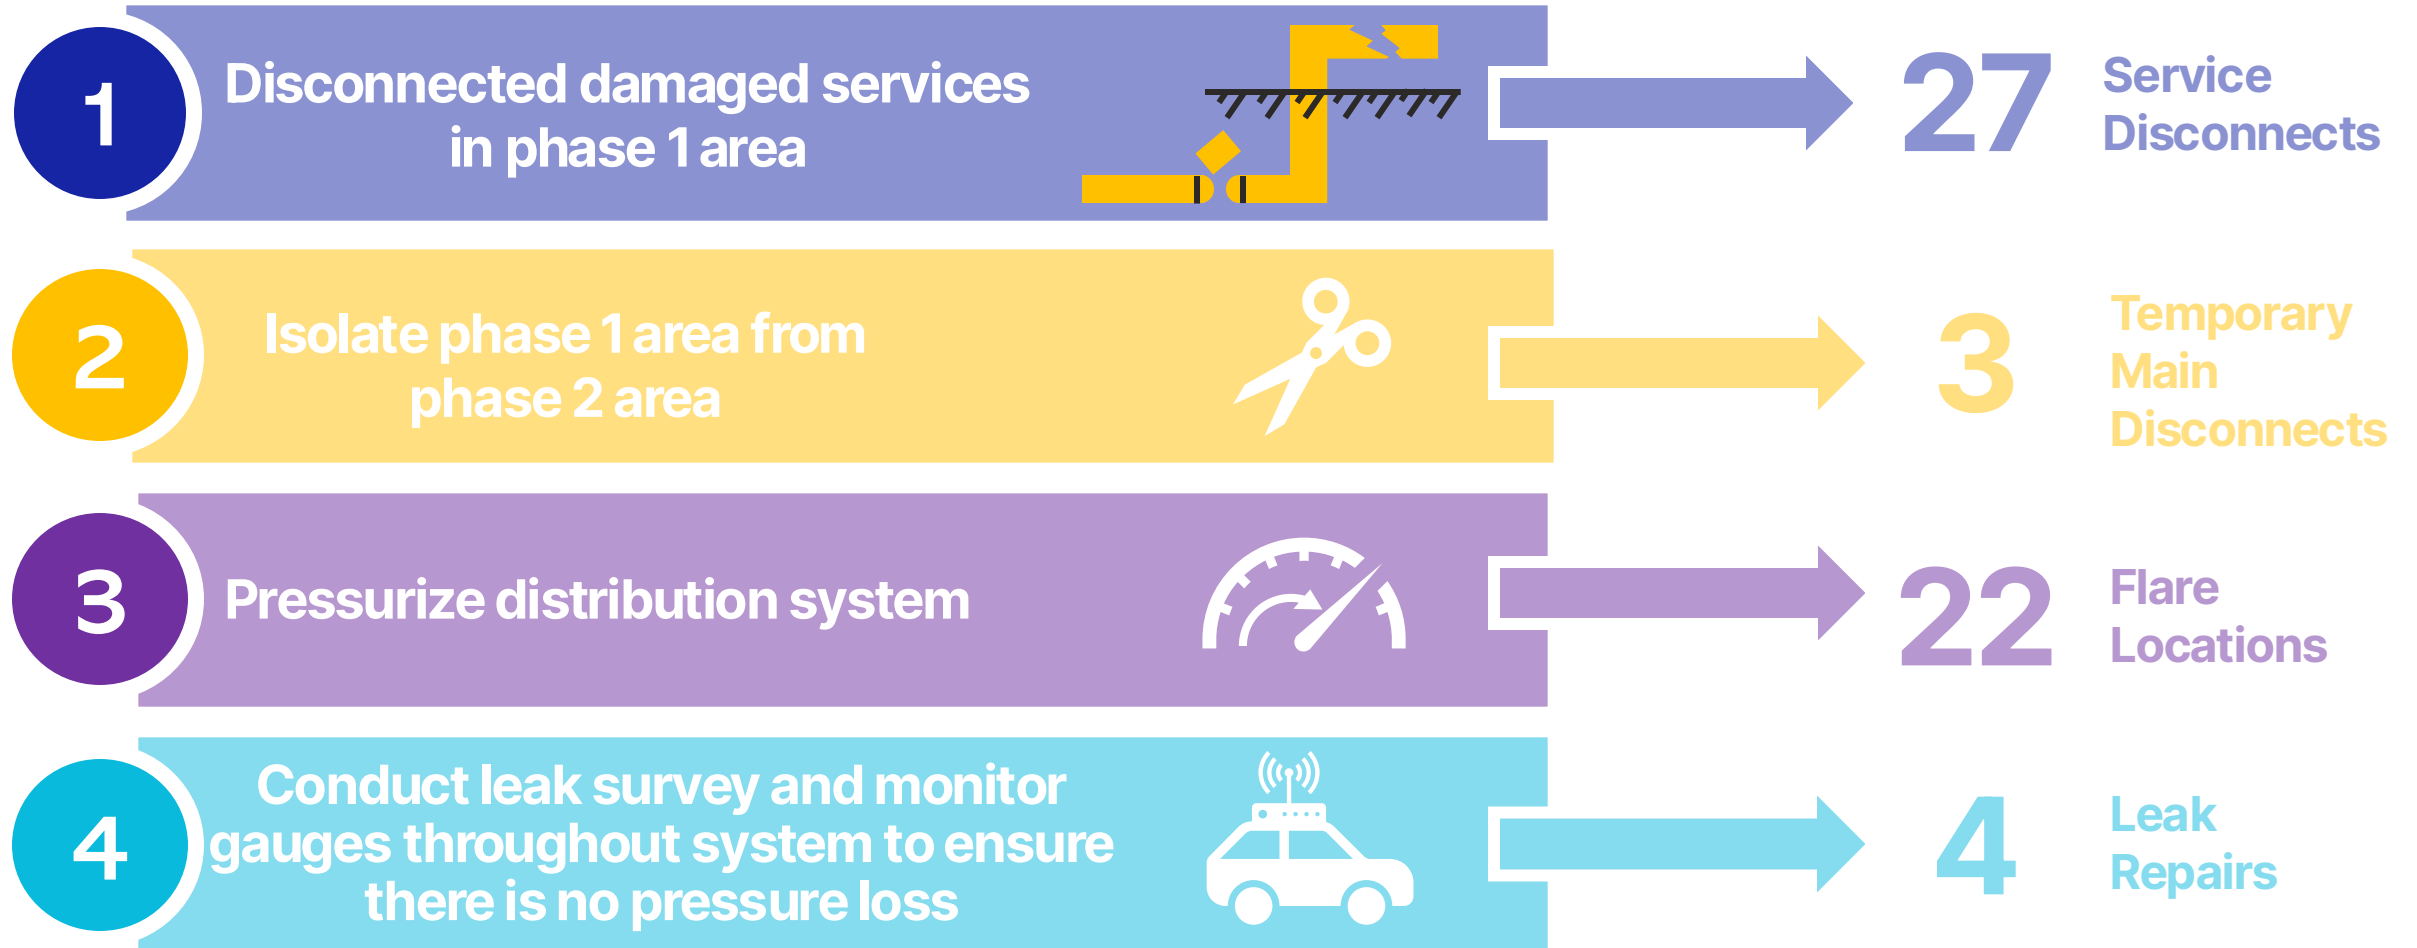 1
Disconnected damaged services
in phase 1 area
27
Service
Disconnects
2
Isolate phase 1 area from
phase 2 area
3
Temporary
Main
Disconnects
3
Pressurize distribution system
22
Flare
Locations
4
Conduct leak survey and monitor
gauges throughout system to ensure
there is no pressure loss
4
Leak
Repairs